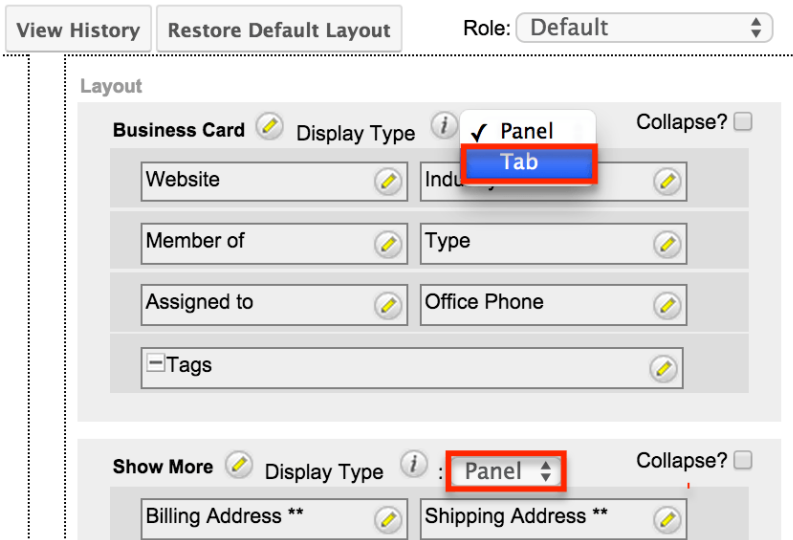 View History Restore Default Layout Role: Default
Layout
Business Card Display Type i ✓ Panel Collapse?
Tab
Website
Member of Type
Assigned to Office Phone
Tags
Show More Display Type i : Panel Collapse?
Billing Address ** Shipping Address **